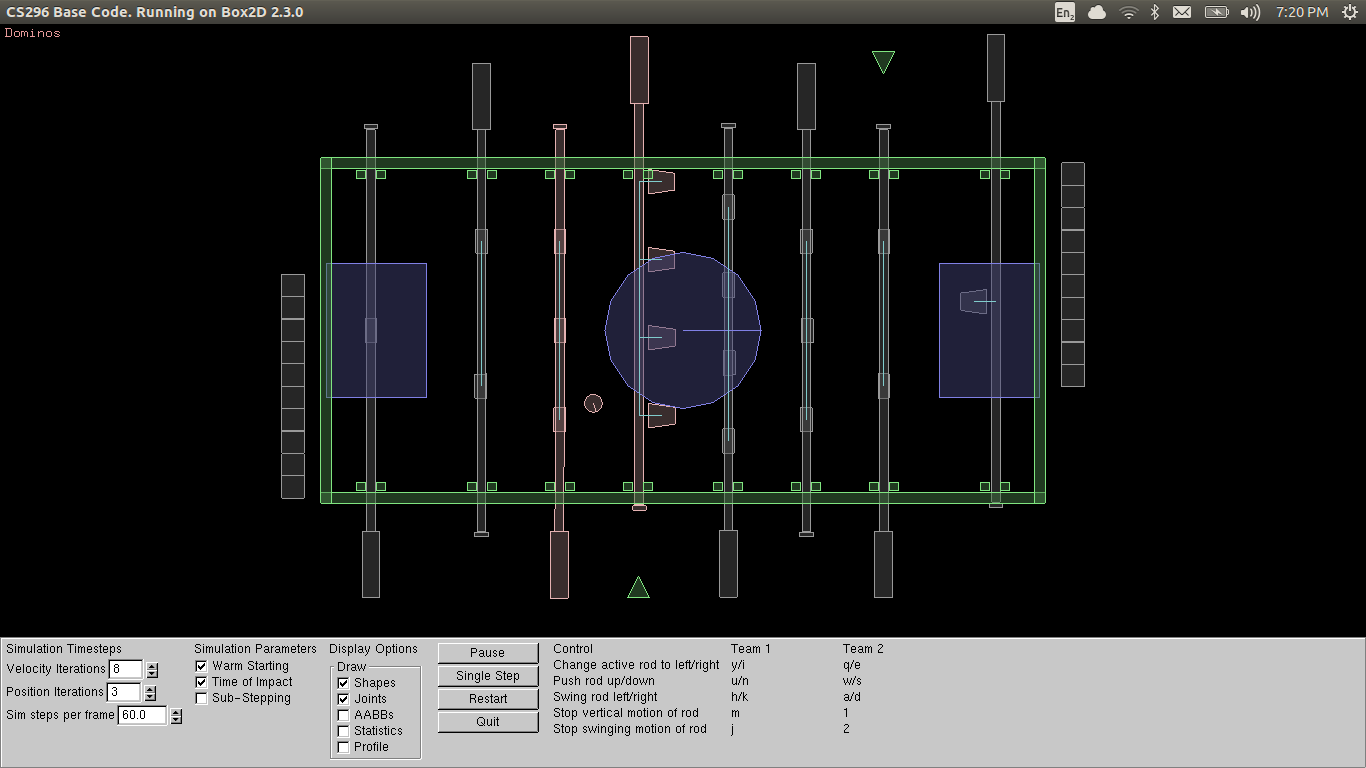 CS296 Base Code. Running on Box2D 2.3.0
En2
7:20 PM
Dominos
Simulation Timesteps
Velocity Iterations 8
Position Iterations 3
Sim steps per frame 60.0
Simulation Parameters
Warm Starting
Time of Impact
Sub-Stepping
Display Options
Draw
Shapes
Joints
AABBs
Statistics
Profile
Pause
Single Step
Restart
Quit
Control Team 1 Team 2
Change active rod to left/right y/i q/e
Push rod up/down u/n w/s
Swing rod left/right h/k a/d
Stop vertical motion of rod m 1
Stop swinging motion of rod j 2